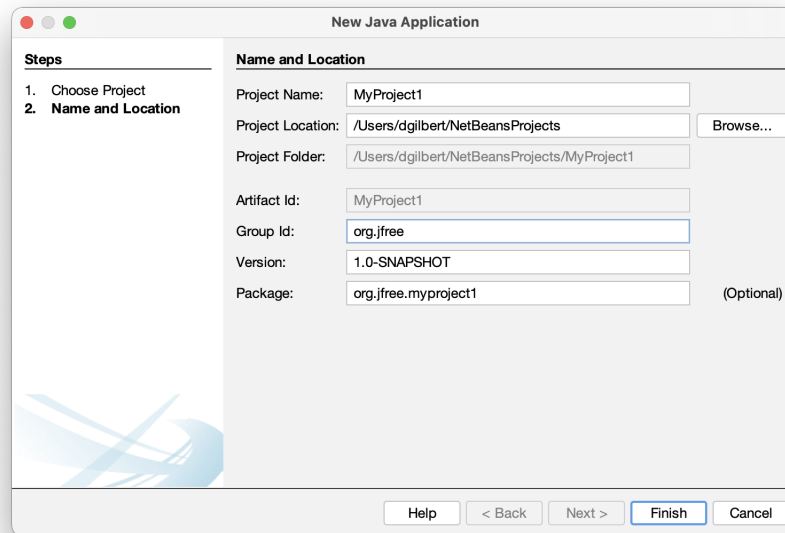 New Java Application
Steps
1. Choose Project
2. Name and Location
Name and Location
Project Name: MyProject1
Project Location: /Users/dgilbert/NetBeansProjects Browse...
Project Folder: /Users/dgilbert/NetBeansProjects/MyProject1
Artifact Id: MyProject1
Group Id: org.jfree
Version: 1.0-SNAPSHOT
Package: org.jfree.myproject1 (Optional)
Help < Back Next > Finish Cancel